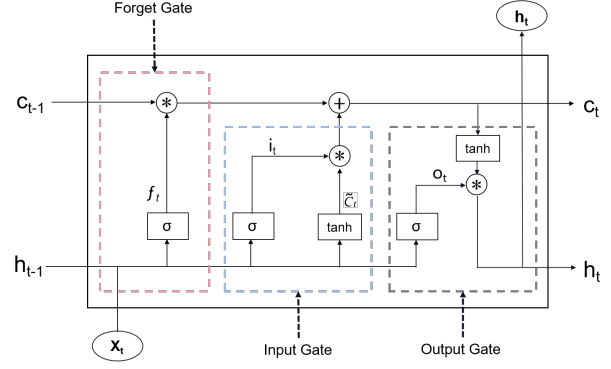 Forget Gate
h_t
C_{t-1}
*
+
C_t
tanh
i_t
*
o_t
*
f_t
C̃_t
σ
σ
tanh
σ
h_{t-1}
h_t
X_t
Input Gate
Output Gate